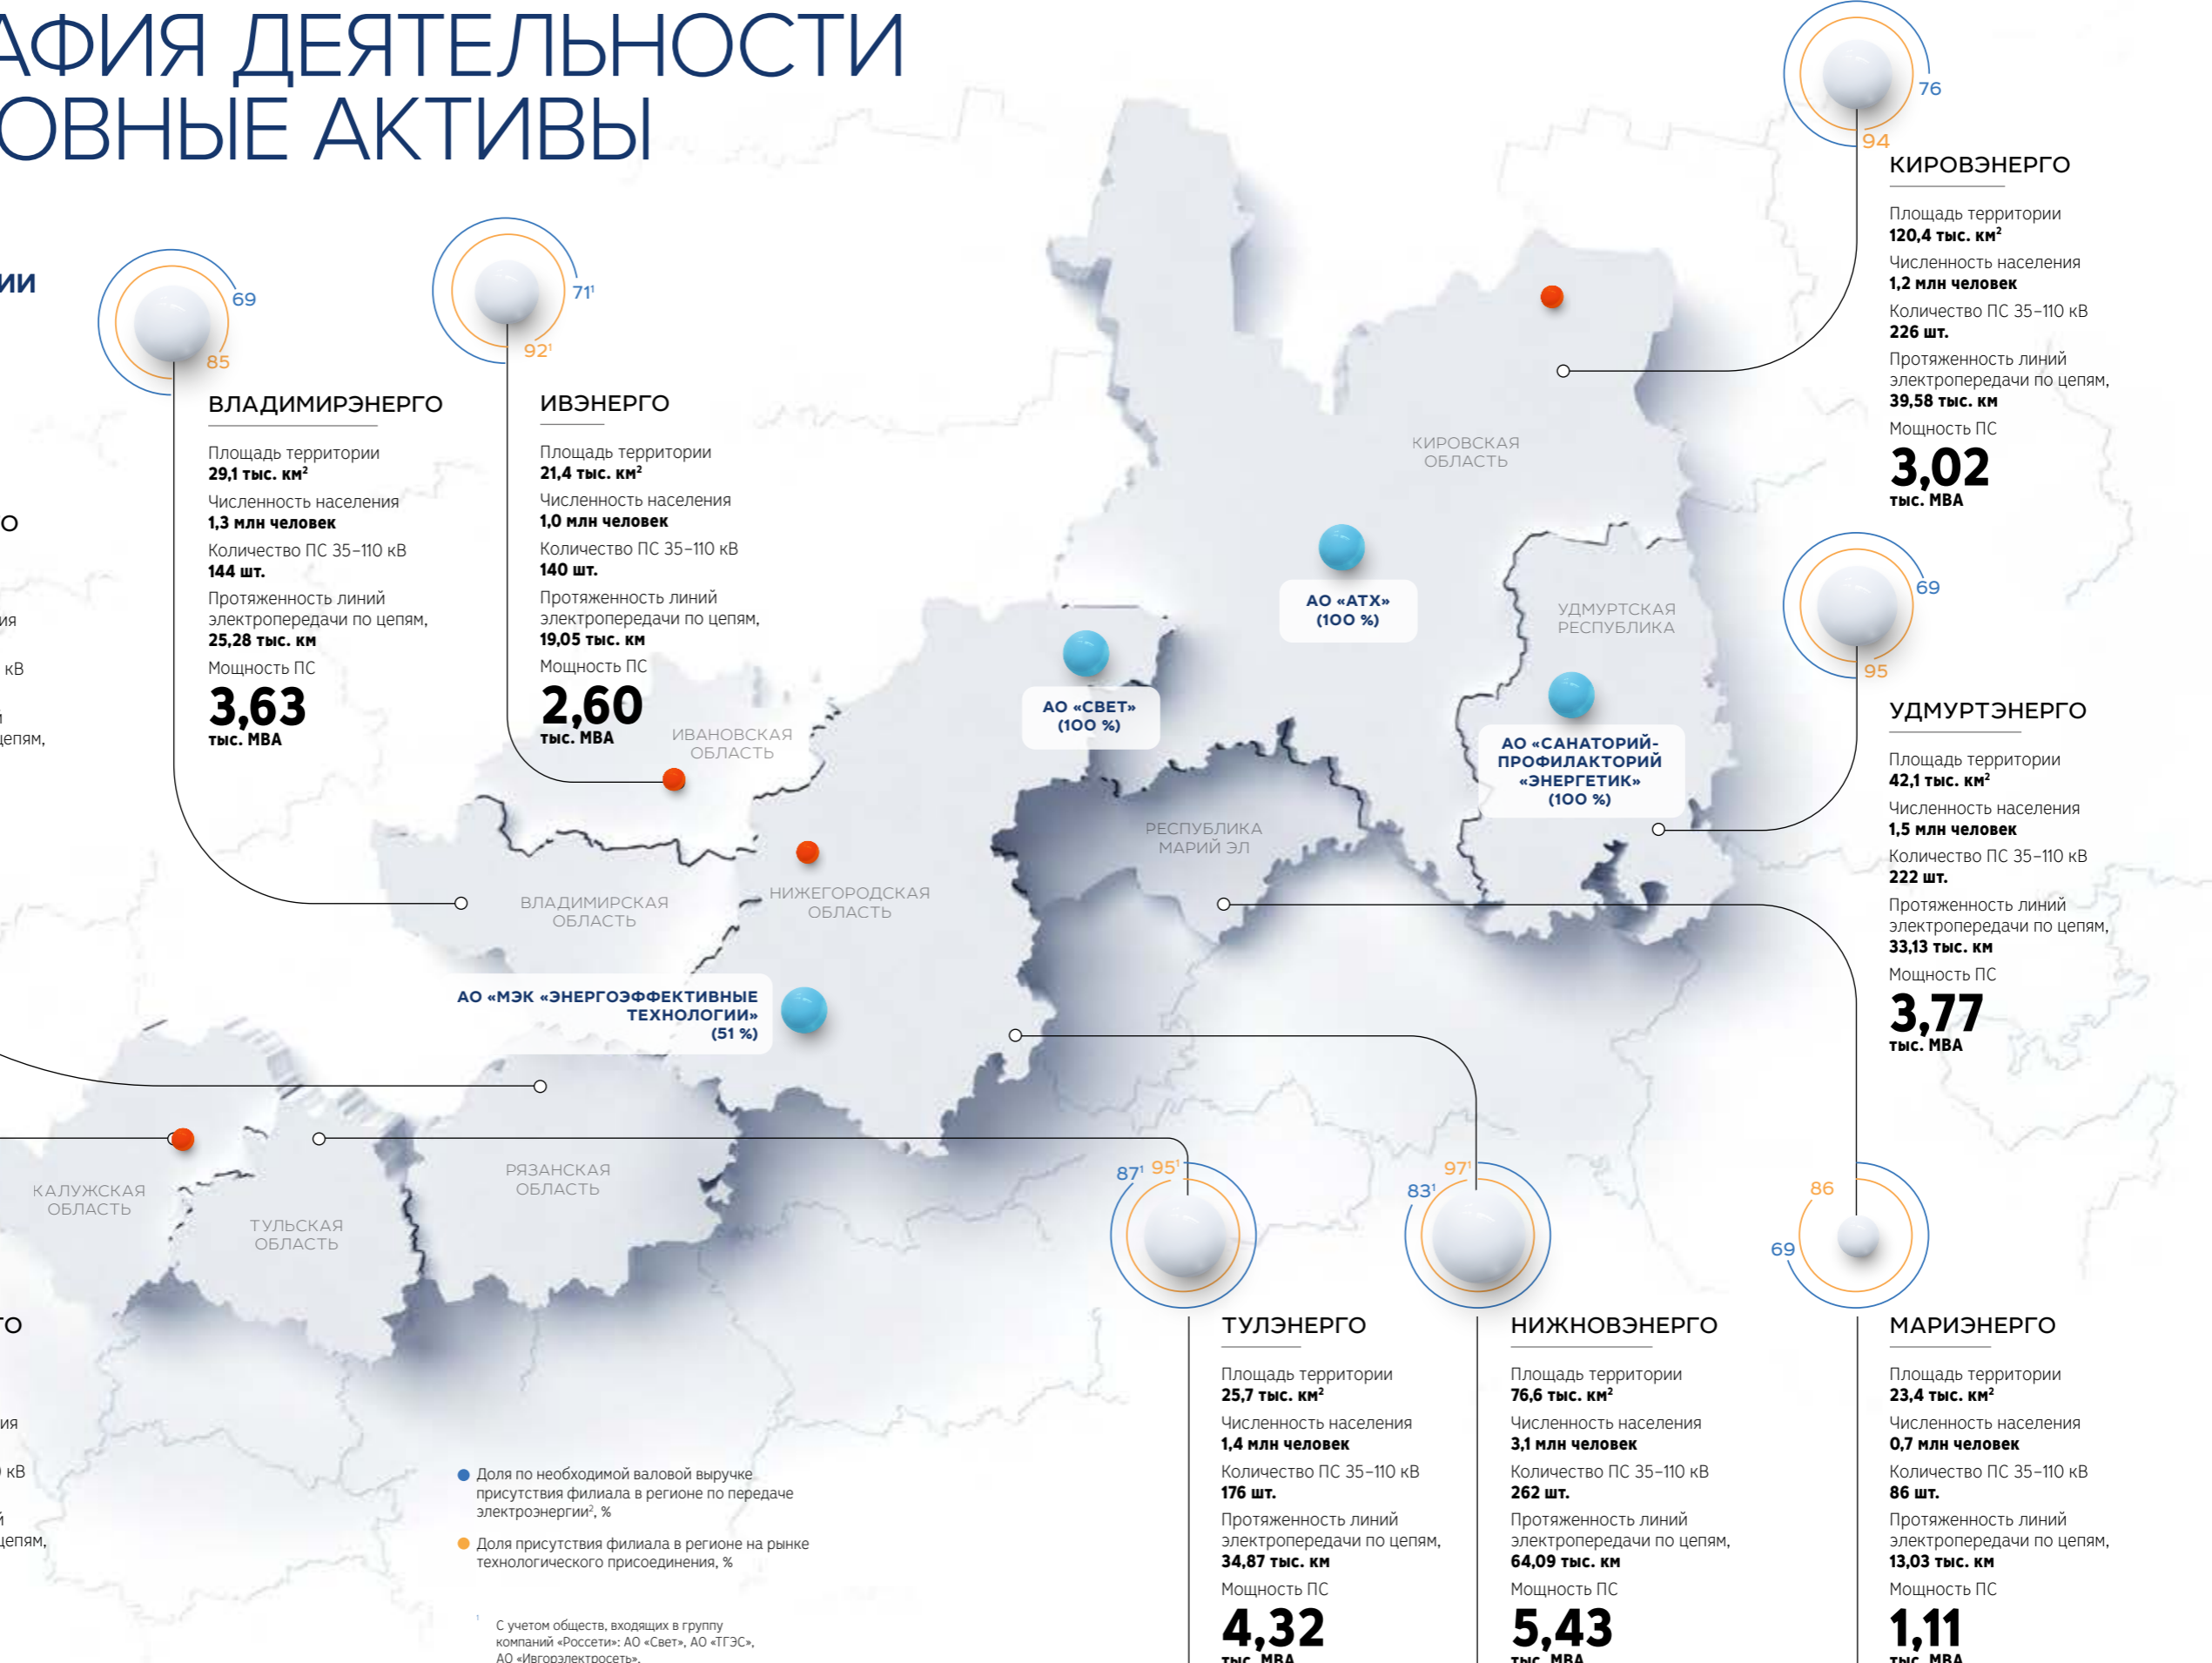 АФИЯ ДЕЯТЕЛЬНОСТИ
ОВНЫЕ АКТИВЫ
ИИ
О
ия
кВ
й
цепям,
ГО
ия
кВ
й
цепям,
69
85
ВЛАДИМИРЭНЕРГО
Площадь территории
29,1 тыс. км²
Численность населения
1,3 млн человек
Количество ПС 35–110 кВ
144 шт.
Протяженность линий
электропередачи по цепям,
25,28 тыс. км
Мощность ПС
3,63
тыс. МВА
71¹
92¹
ИВЭНЕРГО
Площадь территории
21,4 тыс. км²
Численность населения
1,0 млн человек
Количество ПС 35–110 кВ
140 шт.
Протяженность линий
электропередачи по цепям,
19,05 тыс. км
Мощность ПС
2,60
тыс. МВА
76
94
КИРОВЭНЕРГО
Площадь территории
120,4 тыс. км²
Численность населения
1,2 млн человек
Количество ПС 35–110 кВ
226 шт.
Протяженность линий
электропередачи по цепям,
39,58 тыс. км
Мощность ПС
3,02
тыс. МВА
69
95
УДМУРТЭНЕРГО
Площадь территории
42,1 тыс. км²
Численность населения
1,5 млн человек
Количество ПС 35–110 кВ
222 шт.
Протяженность линий
электропередачи по цепям,
33,13 тыс. км
Мощность ПС
3,77
тыс. МВА
КИРОВСКАЯ
ОБЛАСТЬ
АО «АТХ»
(100 %)
УДМУРТСКАЯ
РЕСПУБЛИКА
АО «СВЕТ»
(100 %)
АО «САНАТОРИЙ-
ПРОФИЛАКТОРИЙ
«ЭНЕРГЕТИК»
(100 %)
ИВАНОВСКАЯ
ОБЛАСТЬ
РЕСПУБЛИКА
МАРИЙ ЭЛ
ВЛАДИМИРСКАЯ
ОБЛАСТЬ
НИЖЕГОРОДСКАЯ
ОБЛАСТЬ
АО «МЭК «ЭНЕРГОЭФФЕКТИВНЫЕ
ТЕХНОЛОГИИ»
(51 %)
КАЛУЖСКАЯ
ОБЛАСТЬ
ТУЛЬСКАЯ
ОБЛАСТЬ
РЯЗАНСКАЯ
ОБЛАСТЬ
87¹ 95¹
ТУЛЭНЕРГО
Площадь территории
25,7 тыс. км²
Численность населения
1,4 млн человек
Количество ПС 35–110 кВ
176 шт.
Протяженность линий
электропередачи по цепям,
34,87 тыс. км
Мощность ПС
4,32
тыс. МВА
97¹
83¹
НИЖНОВЭНЕРГО
Площадь территории
76,6 тыс. км²
Численность населения
3,1 млн человек
Количество ПС 35–110 кВ
262 шт.
Протяженность линий
электропередачи по цепям,
64,09 тыс. км
Мощность ПС
5,43
тыс. МВА
86
69
МАРИЭНЕРГО
Площадь территории
23,4 тыс. км²
Численность населения
0,7 млн человек
Количество ПС 35–110 кВ
86 шт.
Протяженность линий
электропередачи по цепям,
13,03 тыс. км
Мощность ПС
1,11
тыс. МВА
Доля по необходимой валовой выручке
присутствия филиала в регионе по передаче
электроэнергии², %
Доля присутствия филиала в регионе на рынке
технологического присоединения, %
¹ С учетом обществ, входящих в группу
компаний «Россети»: АО «Свет», АО «ТГЭС»,
АО «Ивгорэлектросеть».